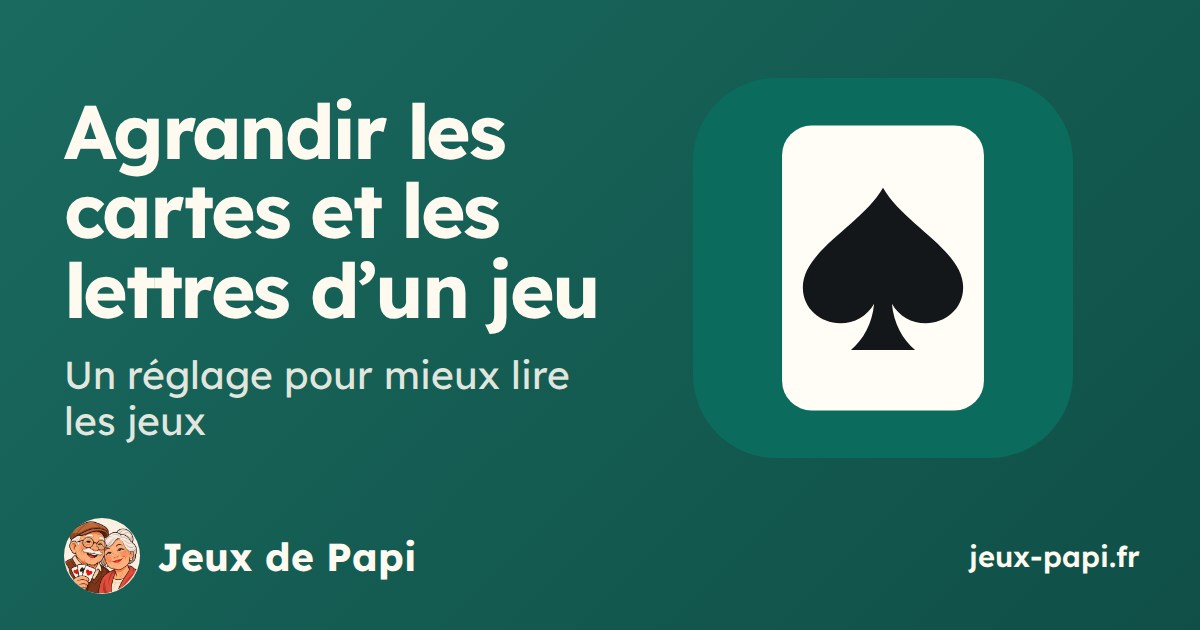 Agrandir les
cartes et les
lettres d’un jeu
Un réglage pour mieux lire
les jeux
Jeux de Papi
jeux-papi.fr